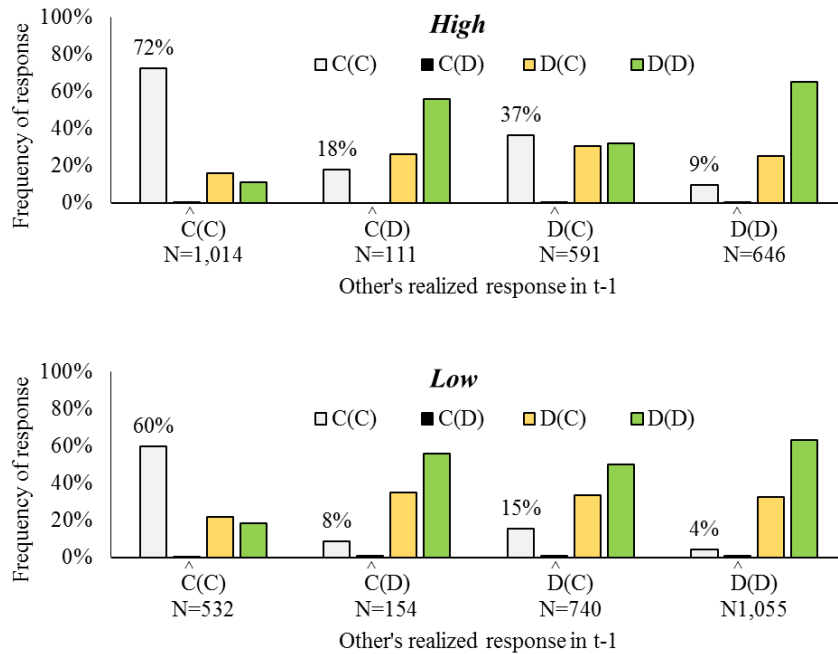 High
100%
80%
60%
40%
20%
0%
Frequency of response
C(C) C(D) D(C) D(D)
72%
18%
37%
9%
^ ^ ^ ^
C(C) C(D) D(C) D(D)
N=1,014 N=111 N=591 N=646
Other's realized response in t-1
Low
100%
80%
60%
40%
20%
0%
Frequency of response
C(C) C(D) D(C) D(D)
60%
8%
15%
4%
^ ^ ^ ^
C(C) C(D) D(C) D(D)
N=532 N=154 N=740 N1,055
Other's realized response in t-1